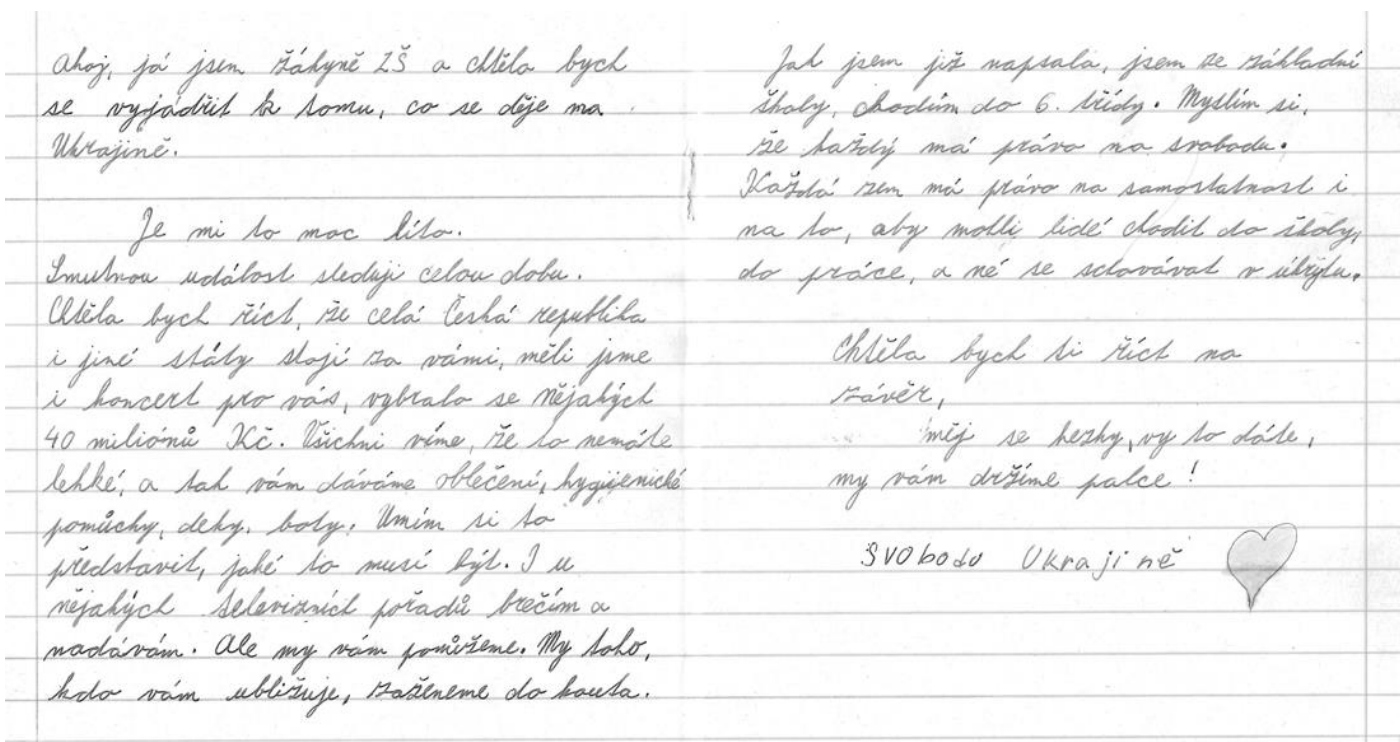 Ahoj, já jsem žákyně ZŠ a chtěla bych
se vyjádřit k tomu, co se děje na
Ukrajině.
Je mi to moc líto.
Smutnou událost sleduji celou dobu.
Chtěla bych říct, že celá Česká republika
i jiné státy stojí za vámi, měli jsme
i koncert pro vás, vybralo se nějakých
40 miliónů Kč. Všichni víme, že to nemáte
lehké, a tak vám dáváme oblečení, hygijenické
pomůcky, deky, boty. Umím si to
představit, jaké to musí být. I u
nějakých televizních pořadů brečím a
nadávám. Ale my vám pomůžeme. My toho,
kdo vám ubližuje, zaženeme do kouta.
Jak jsem již napsala, jsem ze záhladní
školy, chodím do 6. třídy. Myslím si,
že každý má právo na svobodu.
Každá zem má právo na samostatnost i
na to, aby mohli lidé chodit do školy,
do práce, a né se schovávat v úkrytu.
Chtěla bych ti říct na
závěr,
měj se hezky, vy to dáte,
my vám držíme palce!
SVobodu Ukrajině